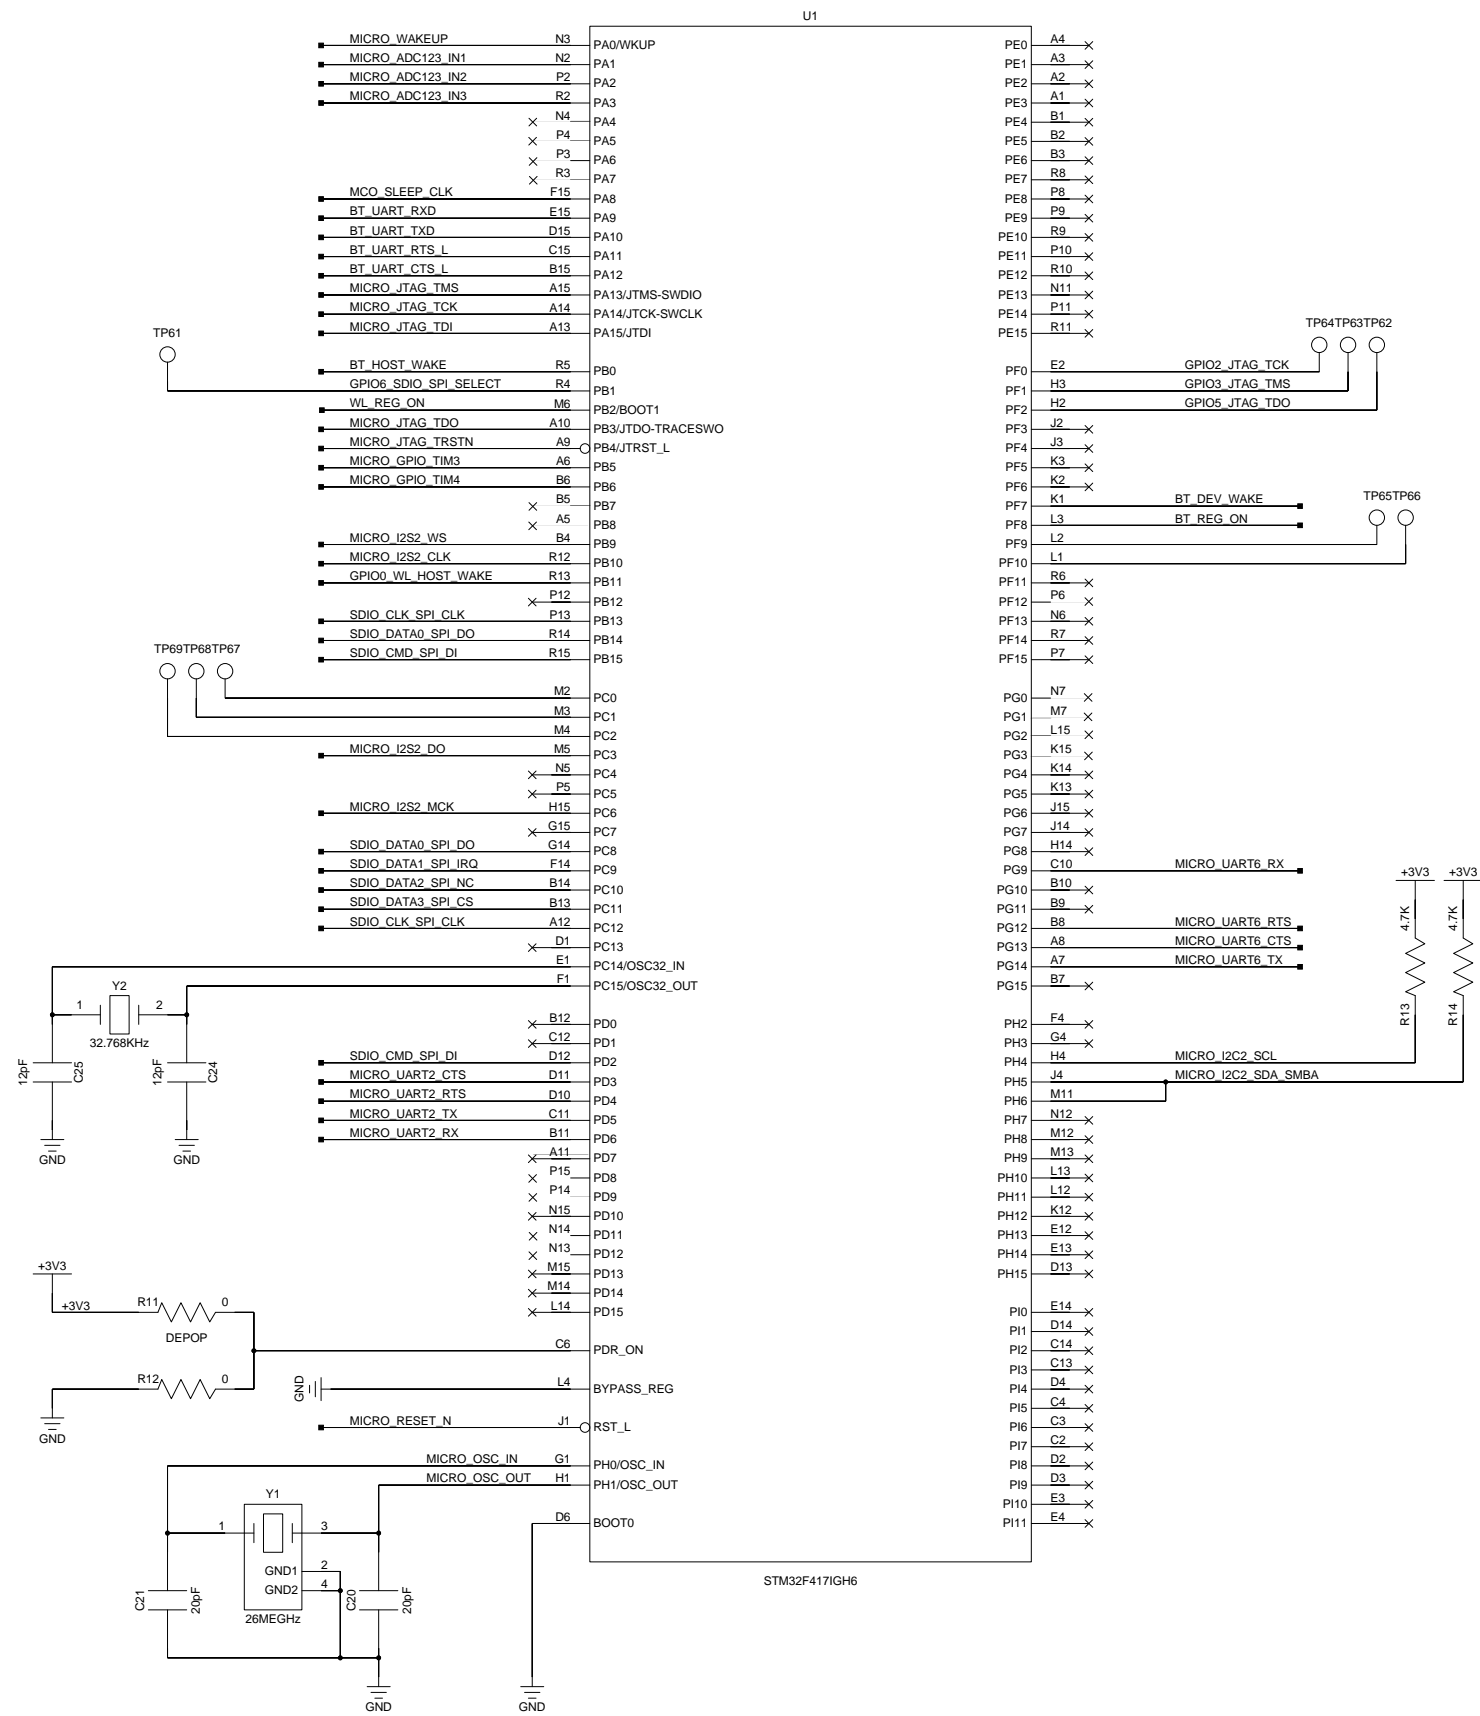 U1
MICRO_WAKEUP N3 PA0/WKUP PE0 A4
MICRO_ADC123_IN1 N2 PA1 PE1 A3
MICRO_ADC123_IN2 P2 PA2 PE2 A2
MICRO_ADC123_IN3 R2 PA3 PE3 A1
N4 PA4 PE4 B1
P4 PA5 PE5 B2
P3 PA6 PE6 B3
R3 PA7 PE7 R8
MCO_SLEEP_CLK F15 PA8 PE8 P8
BT_UART_RXD E15 PA9 PE9 P9
BT_UART_TXD D15 PA10 PE10 R9
BT_UART_RTS_L C15 PA11 PE11 P10
BT_UART_CTS_L B15 PA12 PE12 R10
MICRO_JTAG_TMS A15 PA13/JTMS-SWDIO PE13 N11
MICRO_JTAG_TCK A14 PA14/JTCK-SWCLK PE14 P11
MICRO_JTAG_TDI A13 PA15/JTDI PE15 R11
TP61 TP64 TP63 TP62
BT_HOST_WAKE R5 PB0 PF0 E2 GPIO2_JTAG_TCK
GPIO6_SDIO_SPI_SELECT R4 PB1 PF1 H3 GPIO3_JTAG_TMS
WL_REG_ON M6 PB2/BOOT1 PF2 H2 GPIO5_JTAG_TDO
MICRO_JTAG_TDO A10 PB3/JTDO-TRACESWO PF3 J2
MICRO_JTAG_TRSTN A9 PB4/JTRST_L PF4 J3
MICRO_GPIO_TIM3 A6 PB5 PF5 K3
MICRO_GPIO_TIM4 B6 PB6 PF6 K2
B5 PB7 PF7 K1 BT_DEV_WAKE TP65 TP66
A5 PB8 PF8 L3 BT_REG_ON
MICRO_I2S2_WS B4 PB9 PF9 L2
MICRO_I2S2_CLK R12 PB10 PF10 L1
GPIO0_WL_HOST_WAKE R13 PB11 PF11 R6
P12 PB12 PF12 P6
SDIO_CLK_SPI_CLK P13 PB13 PF13 N6
SDIO_DATA0_SPI_DO R14 PB14 PF14 R7
SDIO_CMD_SPI_DI R15 PB15 PF15 P7
TP69 TP68 TP67
M2 PC0 PG0 N7
M3 PC1 PG1 M7
M4 PC2 PG2 L15
MICRO_I2S2_DO M5 PC3 PG3 K15
N5 PC4 PG4 K14
P5 PC5 PG5 K13
MICRO_I2S2_MCK H15 PC6 PG6 J15
G15 PC7 PG7 J14
SDIO_DATA0_SPI_DO G14 PC8 PG8 H14
SDIO_DATA1_SPI_IRQ F14 PC9 PG9 C10 MICRO_UART6_RX +3V3 +3V3
SDIO_DATA2_SPI_NC B14 PC10 PG10 B10
SDIO_DATA3_SPI_CS B13 PC11 PG11 B9
SDIO_CLK_SPI_CLK A12 PC12 PG12 B8 MICRO_UART6_RTS 4.7K 4.7K
D1 PC13 PG13 A8 MICRO_UART6_CTS
E1 PC14/OSC32_IN PG14 A7 MICRO_UART6_TX
F1 PC15/OSC32_OUT PG15 B7
Y2
1 2
R13 R14
32.768KHz
B12 PD0 PH2 F4
C12 PD1 PH3 G4
SDIO_CMD_SPI_DI D12 PD2 PH4 H4 MICRO_I2C2_SCL
12pF C25 12pF C24
MICRO_UART2_CTS D11 PD3 PH5 J4 MICRO_I2C2_SDA_SMBA
MICRO_UART2_RTS D10 PD4 PH6 M11
MICRO_UART2_TX C11 PD5 PH7 N12
MICRO_UART2_RX B11 PD6 PH8 M12
GND GND
A11 PD7 PH9 M13
P15 PD8 PH10 L13
P14 PD9 PH11 L12
N15 PD10 PH12 K12
N14 PD11 PH13 E12
N13 PD12 PH14 E13
+3V3
M15 PD13 PH15 D13
M14 PD14
+3V3 R11 0 L14 PD15 PI0 E14
DEPOP
PI1 D14
C6 PDR_ON PI2 C14
PI3 C13
R12 0 GND L4 BYPASS_REG PI4 D4
PI5 C4
MICRO_RESET_N J1 RST_L PI6 C3
GND
PI7 C2
MICRO_OSC_IN G1 PH0/OSC_IN PI8 D2
MICRO_OSC_OUT H1 PH1/OSC_OUT PI9 D3
Y1
PI10 E3
1 3 D6 BOOT0 PI11 E4
GND1 2
GND2 4
STM32F417IGH6
C21 20pF C20 20pF
26MEGHz
GND GND